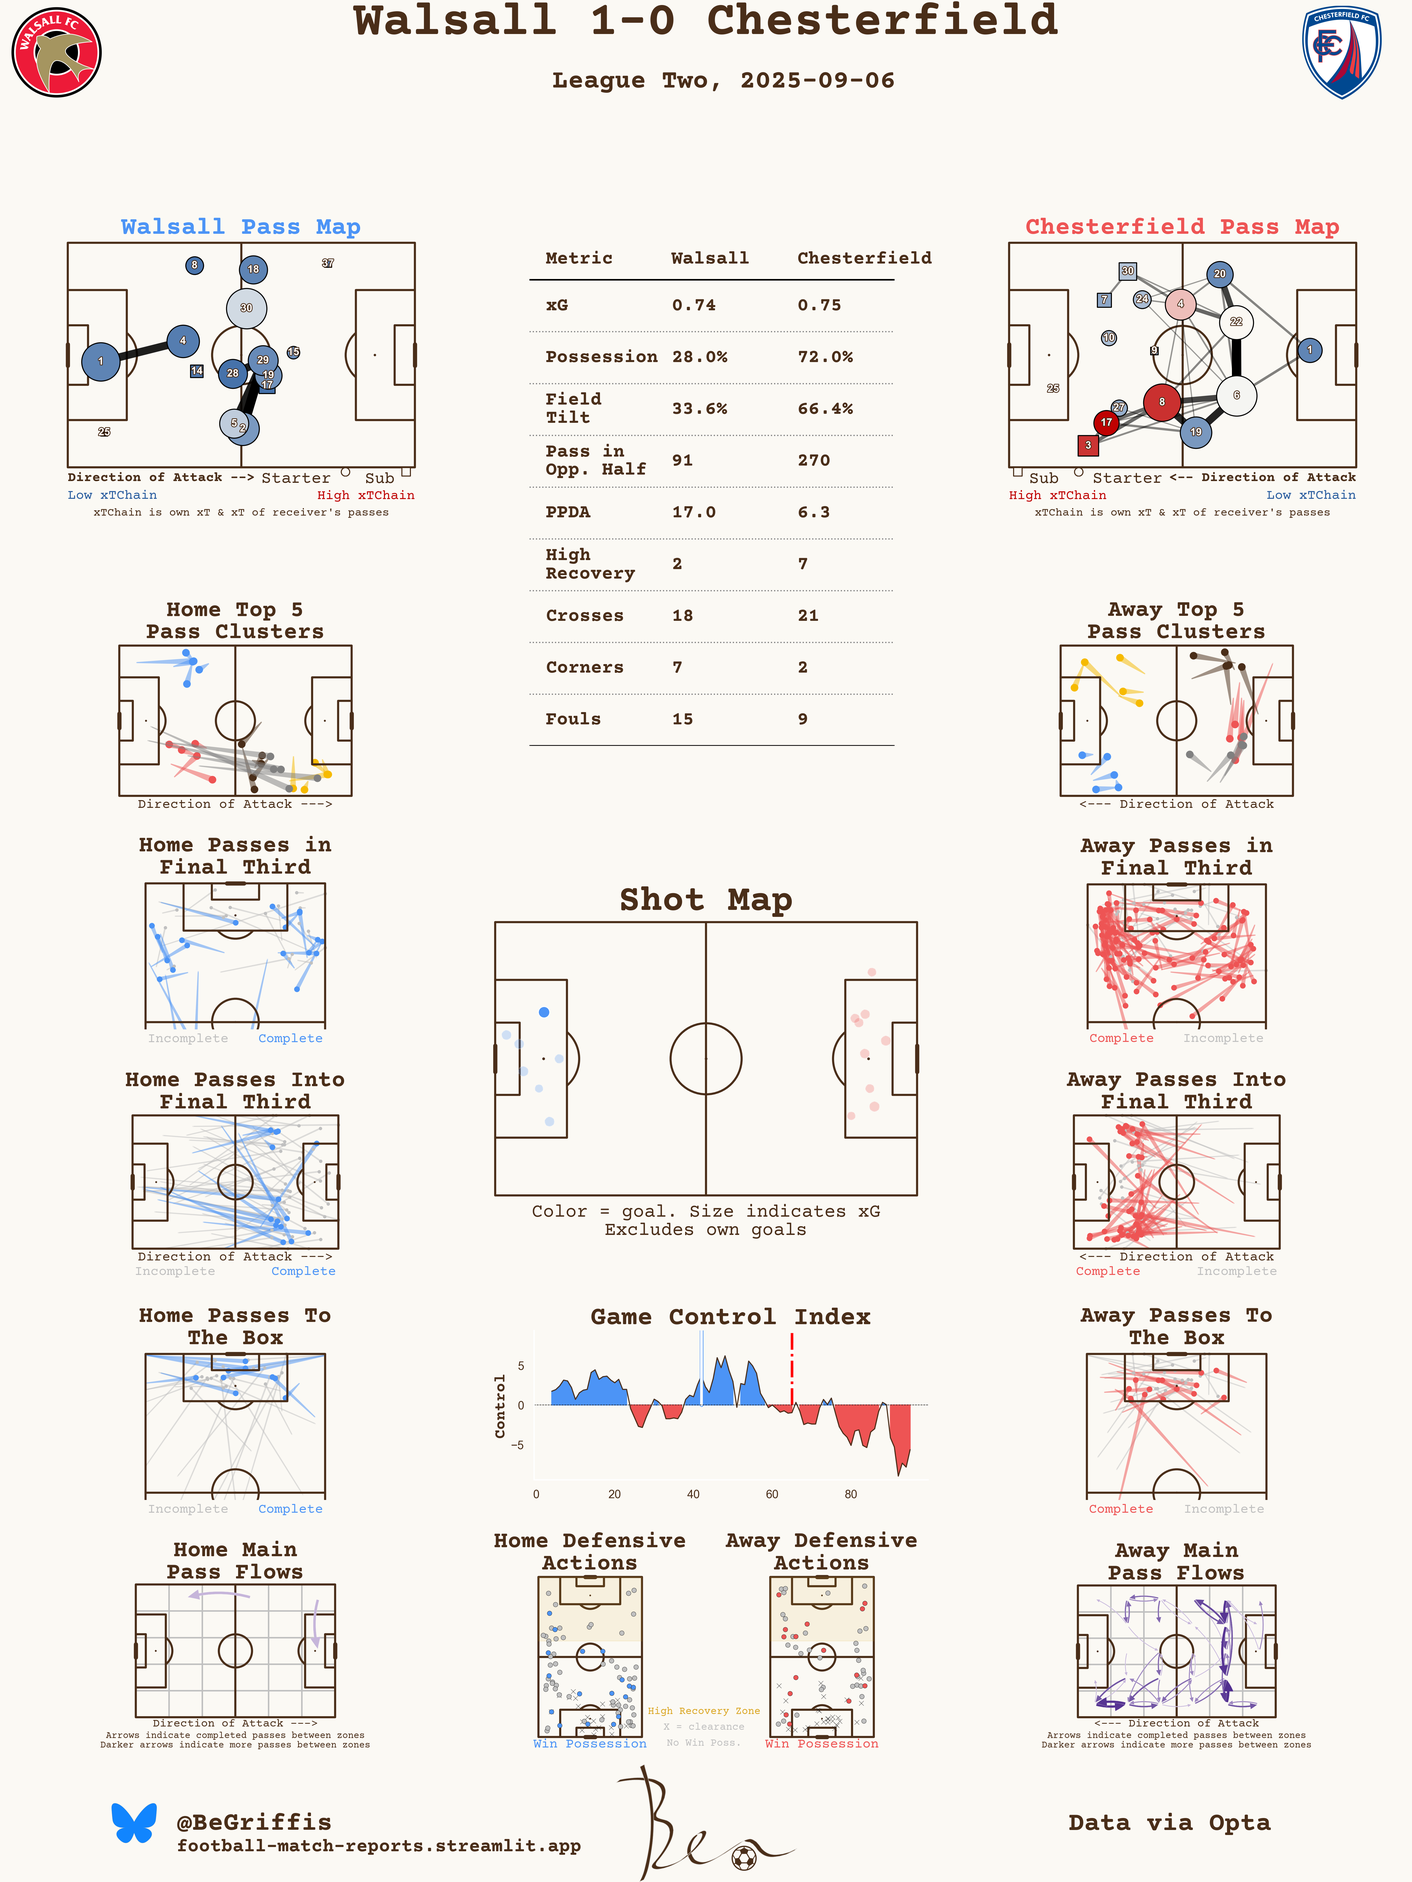 Walsall 1-0 Chesterfield
League Two, 2025-09-06
WALSALL FC
CHESTERFIELD FC
Walsall Pass Map
8
18
37
30
1
4
29
15
14
28
19
17
5
2
25
Direction of Attack --> Starter Sub
Low xTChain High xTChain
xTChain is own xT & xT of receiver's passes
Metric Walsall Chesterfield
xG 0.74 0.75
Possession 28.0% 72.0%
Field
Tilt 33.6% 66.4%
Pass in
Opp. Half 91 270
PPDA 17.0 6.3
High
Recovery 2 7
Crosses 18 21
Corners 7 2
Fouls 15 9
Chesterfield Pass Map
30
20
7
24
4
22
10
9
1
25
27
8
6
17
19
3
Sub Starter <-- Direction of Attack
High xTChain Low xTChain
xTChain is own xT & xT of receiver's passes
Home Top 5
Pass Clusters
Direction of Attack --->
Away Top 5
Pass Clusters
<--- Direction of Attack
Home Passes in
Final Third
Incomplete Complete
Away Passes in
Final Third
Complete Incomplete
Shot Map
Color = goal. Size indicates xG
Excludes own goals
Home Passes Into
Final Third
Direction of Attack --->
Incomplete Complete
Away Passes Into
Final Third
<--- Direction of Attack
Complete Incomplete
Home Passes To
The Box
Incomplete Complete
Game Control Index
Control
5
0
−5
0 20 40 60 80
Away Passes To
The Box
Complete Incomplete
Home Main
Pass Flows
Direction of Attack --->
Arrows indicate completed passes between zones
Darker arrows indicate more passes between zones
Home Defensive
Actions
Win Possession
High Recovery Zone
X = clearance
No Win Poss.
Away Defensive
Actions
Win Possession
Away Main
Pass Flows
<--- Direction of Attack
Arrows indicate completed passes between zones
Darker arrows indicate more passes between zones
@BeGriffis
football-match-reports.streamlit.app
Ben
Data via Opta